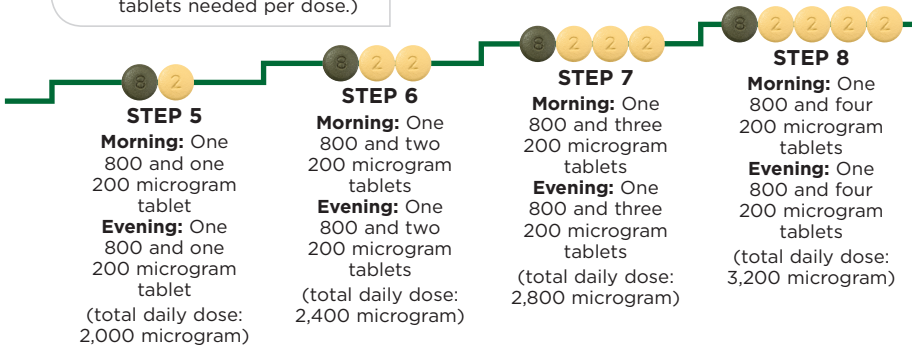 tablets needed per dose.)
8 2
STEP 5
Morning: One
800 and one
200 microgram
tablet
Evening: One
800 and one
200 microgram
tablet
(total daily dose:
2,000 microgram)
8 2 2
STEP 6
Morning: One
800 and two
200 microgram
tablets
Evening: One
800 and two
200 microgram
tablets
(total daily dose:
2,400 microgram)
8 2 2 2
STEP 7
Morning: One
800 and three
200 microgram
tablets
Evening: One
800 and three
200 microgram
tablets
(total daily dose:
2,800 microgram)
8 2 2 2 2
STEP 8
Morning: One
800 and four
200 microgram
tablets
Evening: One
800 and four
200 microgram
tablets
(total daily dose:
3,200 microgram)